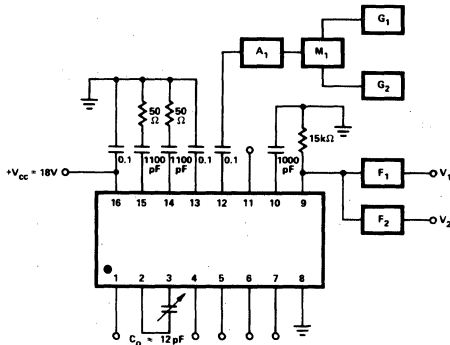 G1
A1
M1
G2
50 Ω
50 Ω
0.1
1100 pF
1100 pF
0.1
0.1
1000 pF
15kΩ
+VCC = 18V
F1
V1
F2
V2
16 15 14 13 12 11 10 9
1 2 3 4 5 6 7 8
CO ≈ 12 pF